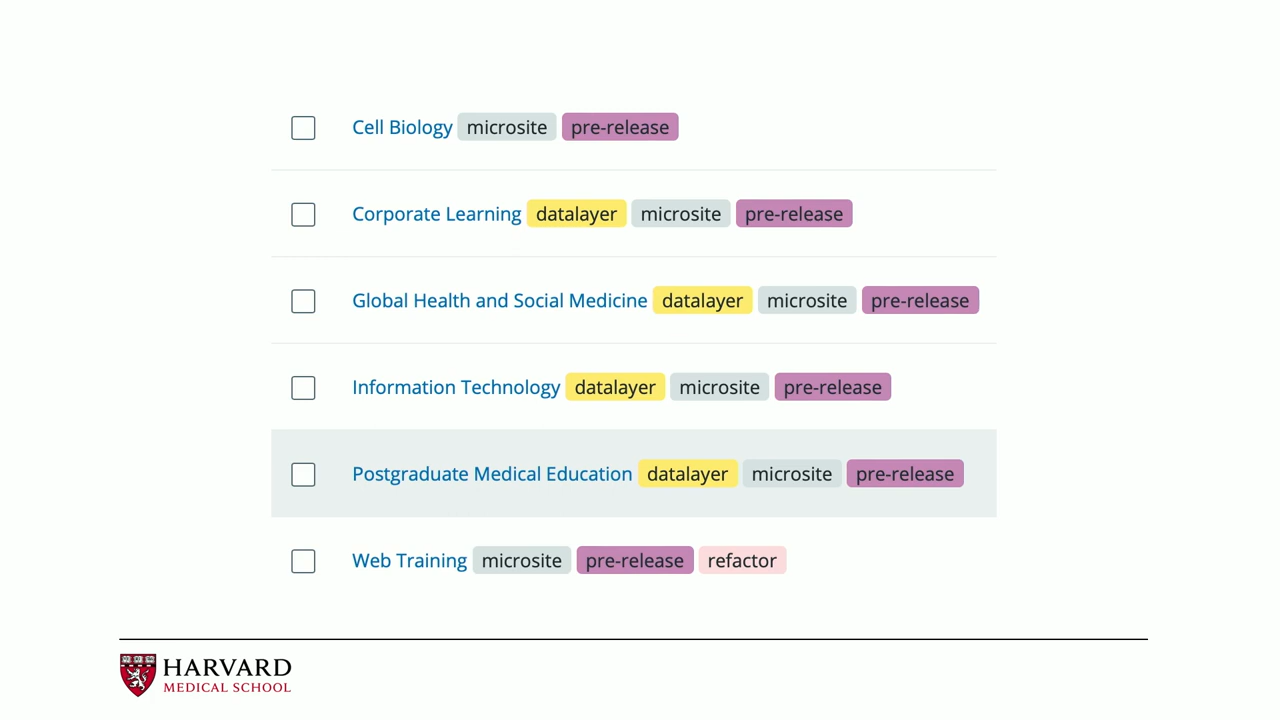 Cell Biology microsite pre-release
Corporate Learning datalayer microsite pre-release
Global Health and Social Medicine datalayer microsite pre-release
Information Technology datalayer microsite pre-release
Postgraduate Medical Education datalayer microsite pre-release
Web Training microsite pre-release refactor
HARVARD
MEDICAL SCHOOL